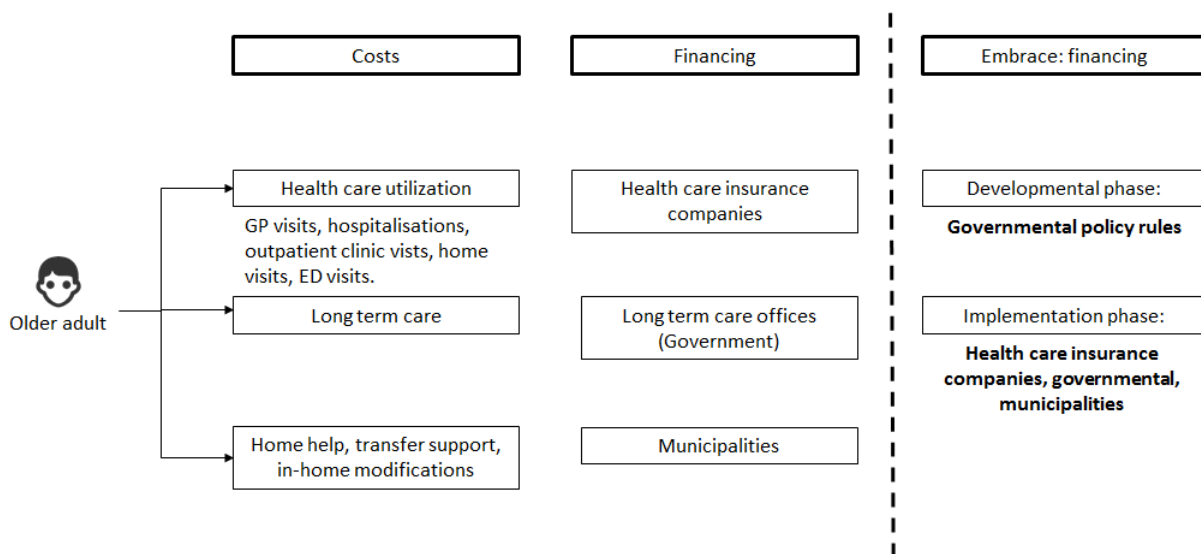 Costs
Financing
Embrace: financing
Health care utilization
GP visits, hospitalisations,
outpatient clinic vists, home
visits, ED visits.
Health care insurance
companies
Developmental phase:
Governmental policy rules
Older adult
Long term care
Long term care offices
(Government)
Implementation phase:
Health care insurance
companies, governmental,
municipalities
Home help, transfer support,
in-home modifications
Municipalities